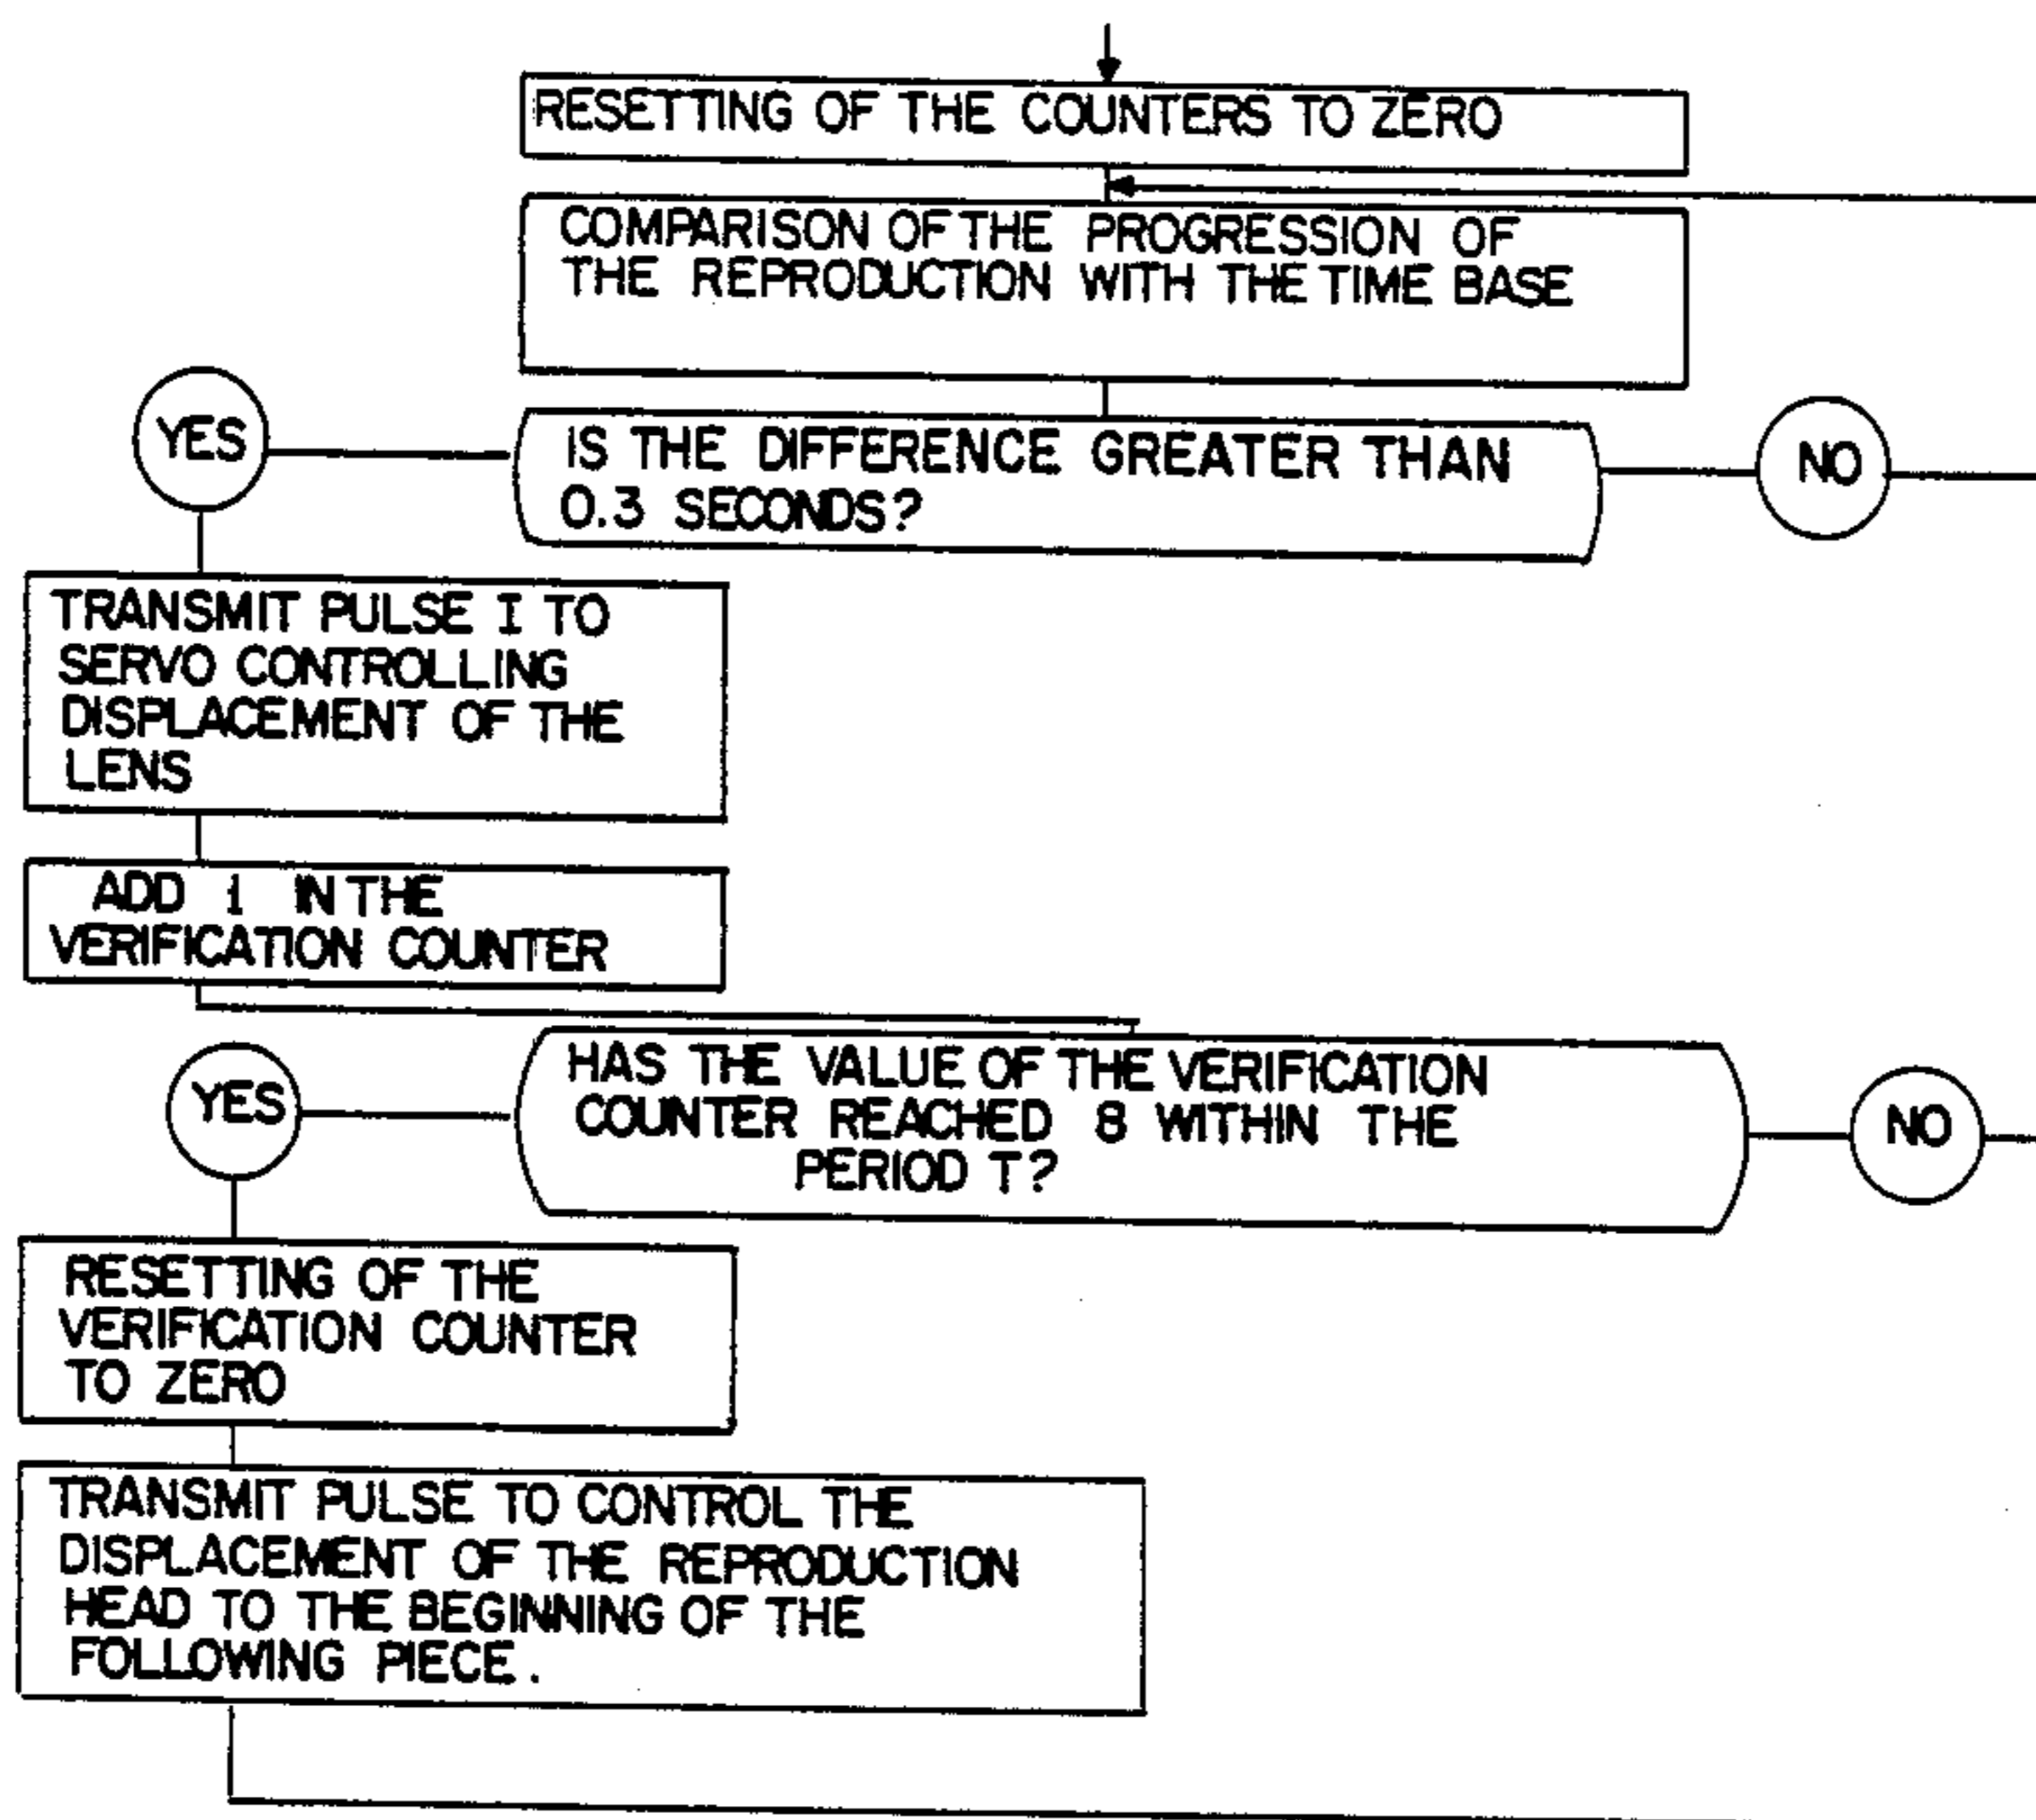 RESETTING OF THE COUNTERS TO ZERO
COMPARISON OF THE PROGRESSION OF
THE REPRODUCTION WITH THE TIME BASE
YES
IS THE DIFFERENCE GREATER THAN
0.3 SECONDS?
NO
TRANSMIT PULSE I TO
SERVO CONTROLLING
DISPLACEMENT OF THE
LENS
ADD 1 IN THE
VERIFICATION COUNTER
YES
HAS THE VALUE OF THE VERIFICATION
COUNTER REACHED 8 WITHIN THE
PERIOD T?
NO
RESETTING OF THE
VERIFICATION COUNTER
TO ZERO
TRANSMIT PULSE TO CONTROL THE
DISPLACEMENT OF THE REPRODUCTION
HEAD TO THE BEGINNING OF THE
FOLLOWING PIECE.